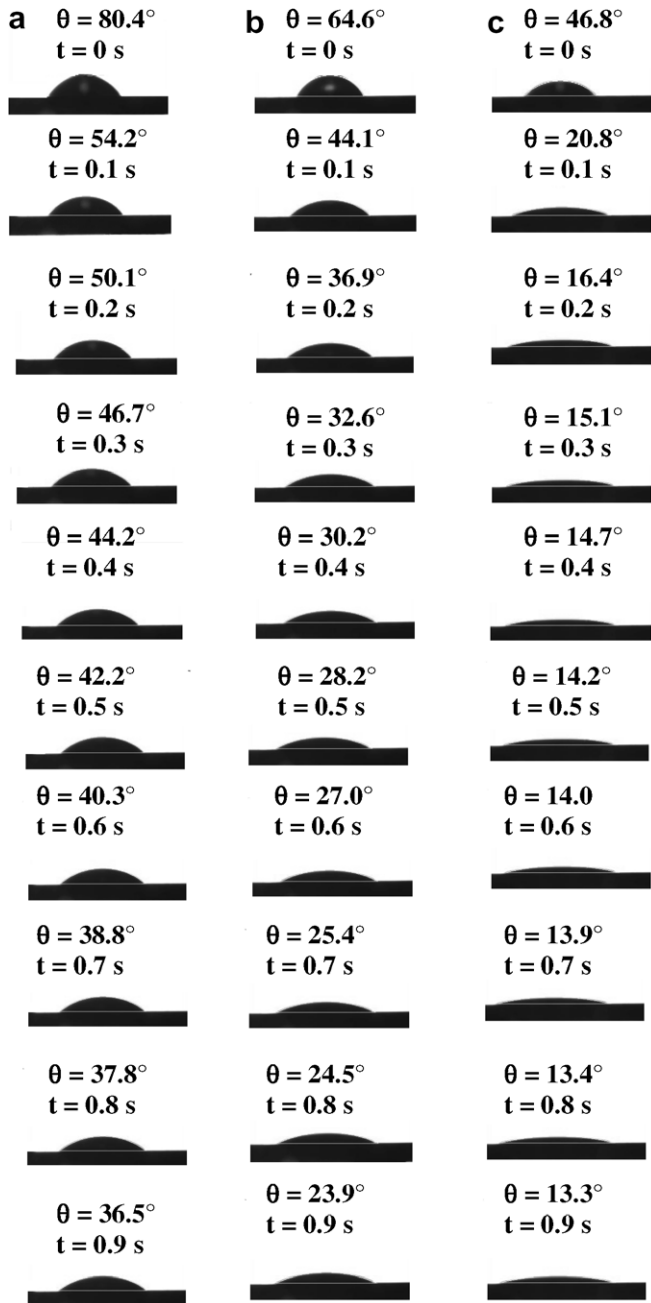 a
θ = 80.4°
t = 0 s
θ = 54.2°
t = 0.1 s
θ = 50.1°
t = 0.2 s
θ = 46.7°
t = 0.3 s
θ = 44.2°
t = 0.4 s
θ = 42.2°
t = 0.5 s
θ = 40.3°
t = 0.6 s
θ = 38.8°
t = 0.7 s
θ = 37.8°
t = 0.8 s
θ = 36.5°
t = 0.9 s
b
θ = 64.6°
t = 0 s
θ = 44.1°
t = 0.1 s
θ = 36.9°
t = 0.2 s
θ = 32.6°
t = 0.3 s
θ = 30.2°
t = 0.4 s
θ = 28.2°
t = 0.5 s
θ = 27.0°
t = 0.6 s
θ = 25.4°
t = 0.7 s
θ = 24.5°
t = 0.8 s
θ = 23.9°
t = 0.9 s
c
θ = 46.8°
t = 0 s
θ = 20.8°
t = 0.1 s
θ = 16.4°
t = 0.2 s
θ = 15.1°
t = 0.3 s
θ = 14.7°
t = 0.4 s
θ = 14.2°
t = 0.5 s
θ = 14.0
t = 0.6 s
θ = 13.9°
t = 0.7 s
θ = 13.4°
t = 0.8 s
θ = 13.3°
t = 0.9 s